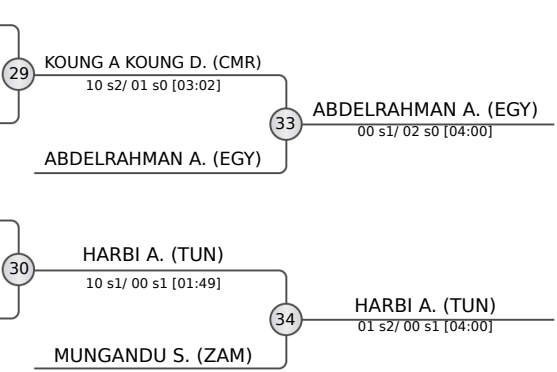 KOUNG A KOUNG D. (CMR)
29
10 s2/ 01 s0 [03:02]
ABDELRAHMAN A. (EGY)
33
00 s1/ 02 s0 [04:00]
ABDELRAHMAN A. (EGY)
HARBI A. (TUN)
30
10 s1/ 00 s1 [01:49]
HARBI A. (TUN)
34
01 s2/ 00 s1 [04:00]
MUNGANDU S. (ZAM)